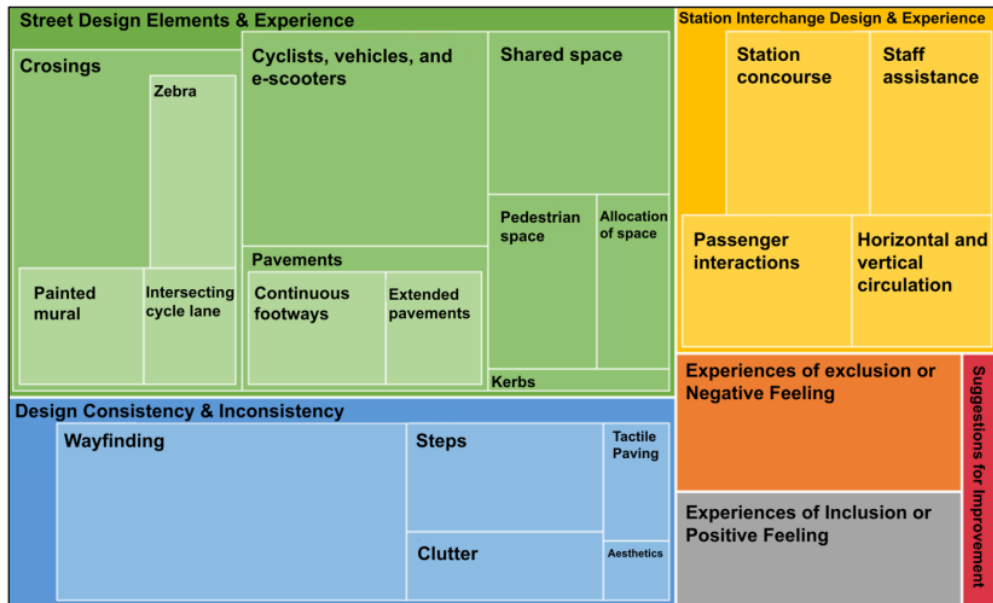 Street Design Elements & Experience
Crosings
Zebra
Painted
mural
Intersecting
cycle lane
Cyclists, vehicles, and
e-scooters
Pavements
Continuous
footways
Extended
pavements
Shared space
Pedestrian
space
Allocation
of space
Kerbs
Station Interchange Design & Experience
Station
concourse
Staff
assistance
Passenger
interactions
Horizontal and
vertical
circulation
Design Consistency & Inconsistency
Wayfinding
Steps
Clutter
Tactile
Paving
Aesthetics
Experiences of exclusion or
Negative Feeling
Experiences of Inclusion or
Positive Feeling
Suggestions for Improvement